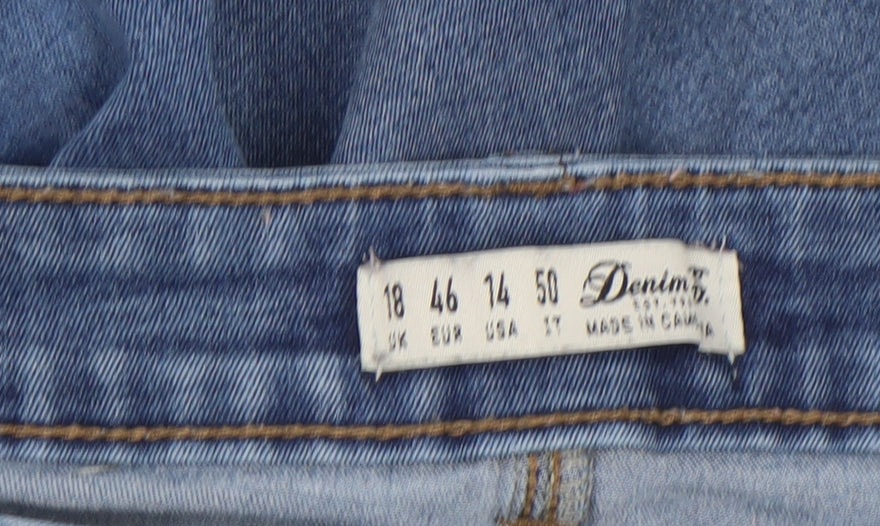 18 46 14 50 Denim
UK EUR USA IT MADE IN